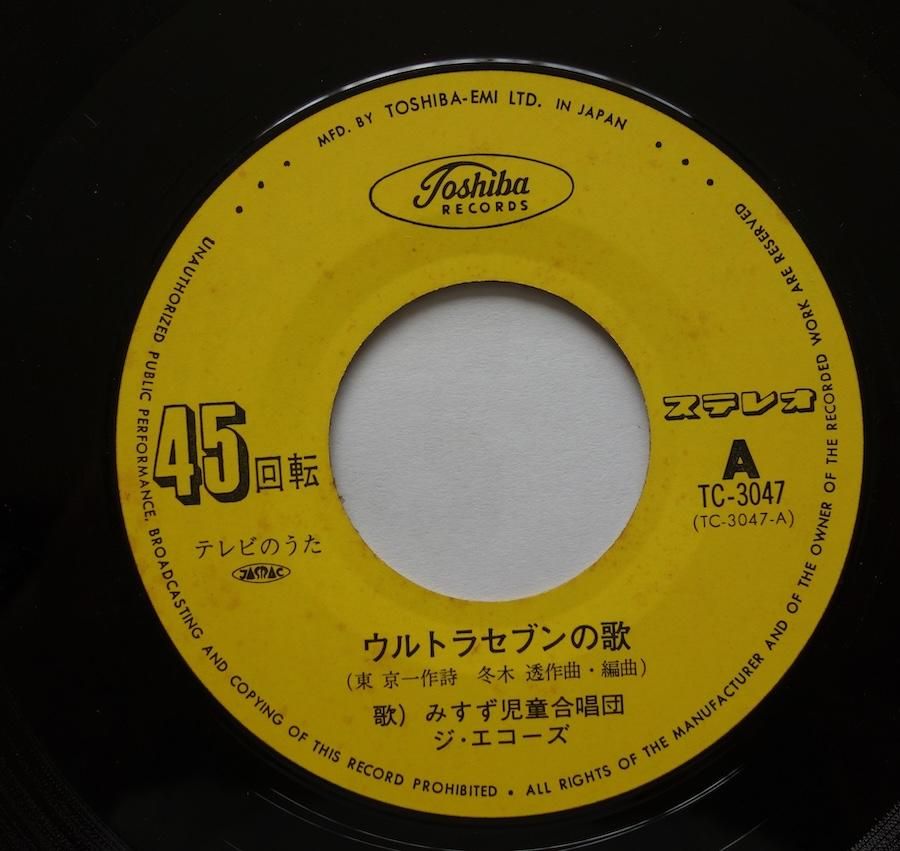 MFD. BY TOSHIBA-EMI LTD. IN JAPAN
Toshiba
RECORDS
45回転
ステレオ
A
TC-3047
(TC-3047-A)
テレビのうた
JASRAC
ウルトラセブンの歌
(東 京一作詩 冬木 透作曲・編曲)
歌) みすず児童合唱団
ジ・エコーズ
UNAUTHORIZED PUBLIC PERFORMANCE, BROADCASTING AND COPYING OF THIS RECORD PROHIBITED • ALL RIGHTS OF THE MANUFACTURER AND OF THE OWNER OF THE RECORDED WORK ARE RESERVED